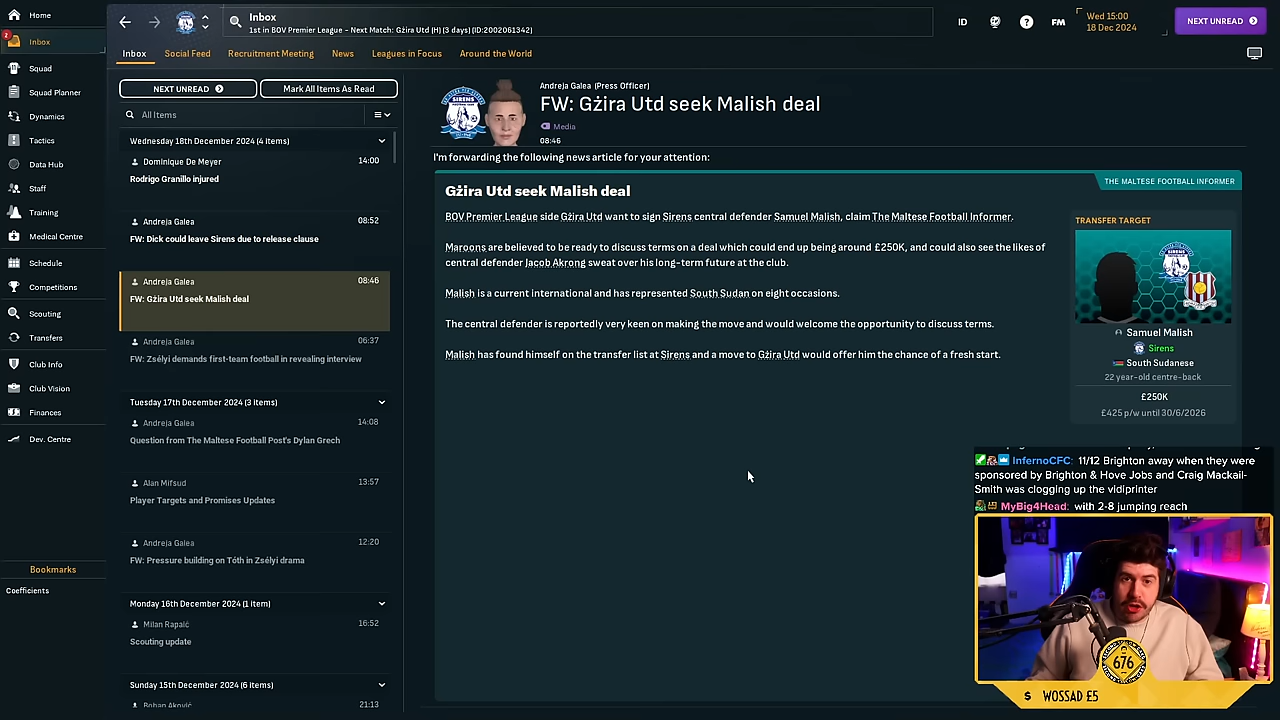 Home
Inbox
1st in BOV Premier League - Next Match: Gżira Utd (H) (3 days) (ID:2002061342)
ID
FM
Wed 15:00
18 Dec 2024
NEXT UNREAD
2
Inbox
Squad
Squad Planner
Dynamics
Tactics
Data Hub
Staff
Training
Medical Centre
Schedule
Competitions
Scouting
Transfers
Club Info
Club Vision
Finances
Dev. Centre
Bookmarks
Coefficients
Inbox
Social Feed
Recruitment Meeting
News
Leagues in Focus
Around the World
NEXT UNREAD
Mark All Items As Read
All Items
Wednesday 18th December 2024 (4 items)
Dominique De Meyer 14:00
Rodrigo Granillo injured
Andreja Galea 08:52
FW: Dick could leave Sirens due to release clause
Andreja Galea 08:46
FW: Gżira Utd seek Malish deal
Andreja Galea 06:37
FW: Zsélyi demands first-team football in revealing interview
Tuesday 17th December 2024 (3 items)
Andreja Galea 14:08
Question from The Maltese Football Post's Dylan Grech
Alan Mifsud 13:57
Player Targets and Promises Updates
Andreja Galea 12:20
FW: Pressure building on Tóth in Zsélyi drama
Monday 16th December 2024 (1 item)
Milan Rapaić 16:52
Scouting update
Sunday 15th December 2024 (6 items)
21:13
SIRENS
Andreja Galea (Press Officer)
FW: Gżira Utd seek Malish deal
Media
08:46
I'm forwarding the following news article for your attention:
THE MALTESE FOOTBALL INFORMER
Gżira Utd seek Malish deal
BOV Premier League side Gżira Utd want to sign Sirens central defender Samuel Malish, claim The Maltese Football Informer.
Maroons are believed to be ready to discuss terms on a deal which could end up being around £250K, and could also see the likes of
central defender Jacob Akrong sweat over his long-term future at the club.
Malish is a current international and has represented South Sudan on eight occasions.
The central defender is reportedly very keen on making the move and would welcome the opportunity to discuss terms.
Malish has found himself on the transfer list at Sirens and a move to Gżira Utd would offer him the chance of a fresh start.
TRANSFER TARGET
SIRENS
Samuel Malish
Sirens
South Sudanese
22 year-old centre-back
£250K
£425 p/w until 30/6/2026
InfernoCFC: 11/12 Brighton away when they were
sponsored by Brighton & Hove Jobs and Craig Mackail-
Smith was clogging up the vidiprinter
MyBig4Head: with 2-8 jumping reach
676
$ WOSSAD £5